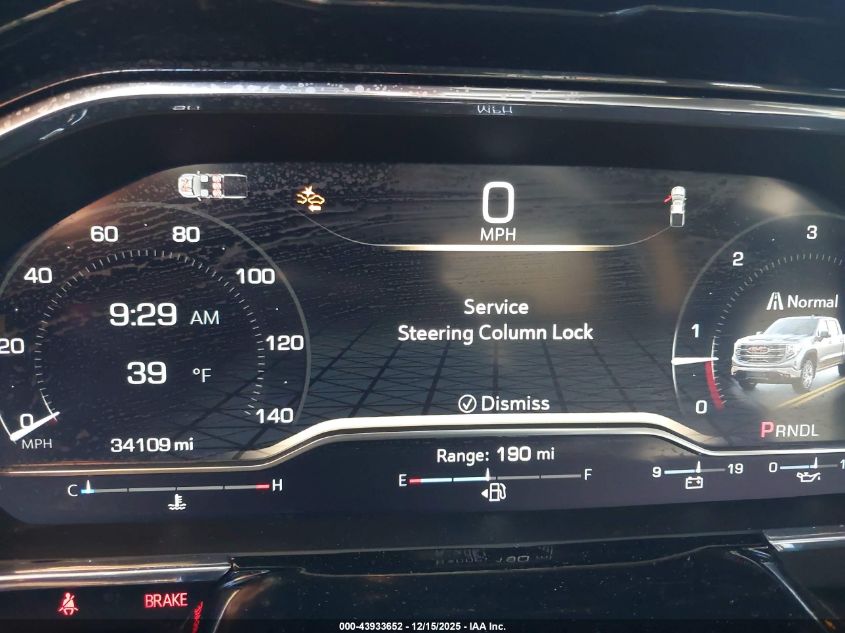 0
MPH
60 80
40 100
20 120
0 140
MPH
9:29 AM
39 °F
34109 mi
Service
Steering Column Lock
Dismiss
3
2
1
0
Normal
PRNDL
Range: 190 mi
C H
E F
9 19
0
BRAKE
000-43933652 - 12/15/2025 - IAA Inc.